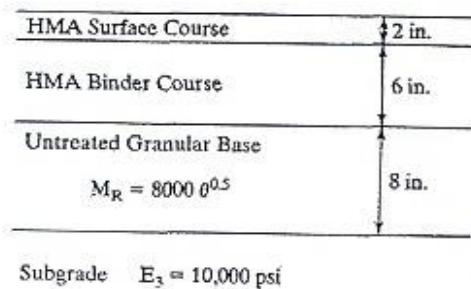 HMA Surface Course
2 in.
HMA Binder Course
6 in.
Untreated Granular Base
M_R = 8000 θ^0.5
8 in.
Subgrade E₃ = 10,000 psi